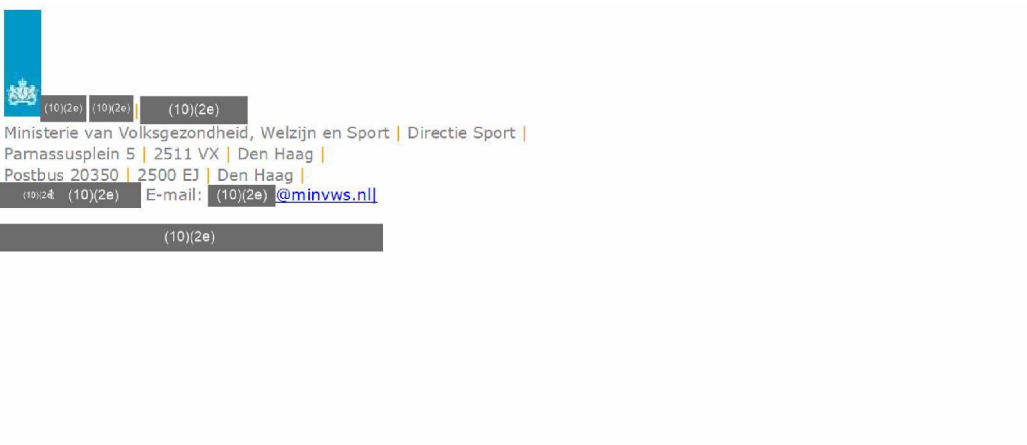 (10)(2e) (10)(2e) | (10)(2e)
Ministerie van Volksgezondheid, Welzijn en Sport | Directie Sport |
Parnassusplein 5 | 2511 VX | Den Haag |
Postbus 20350 | 2500 EJ | Den Haag |
(10)(2e) (10)(2e) E-mail: (10)(2e) @minvws.nl|
(10)(2e)